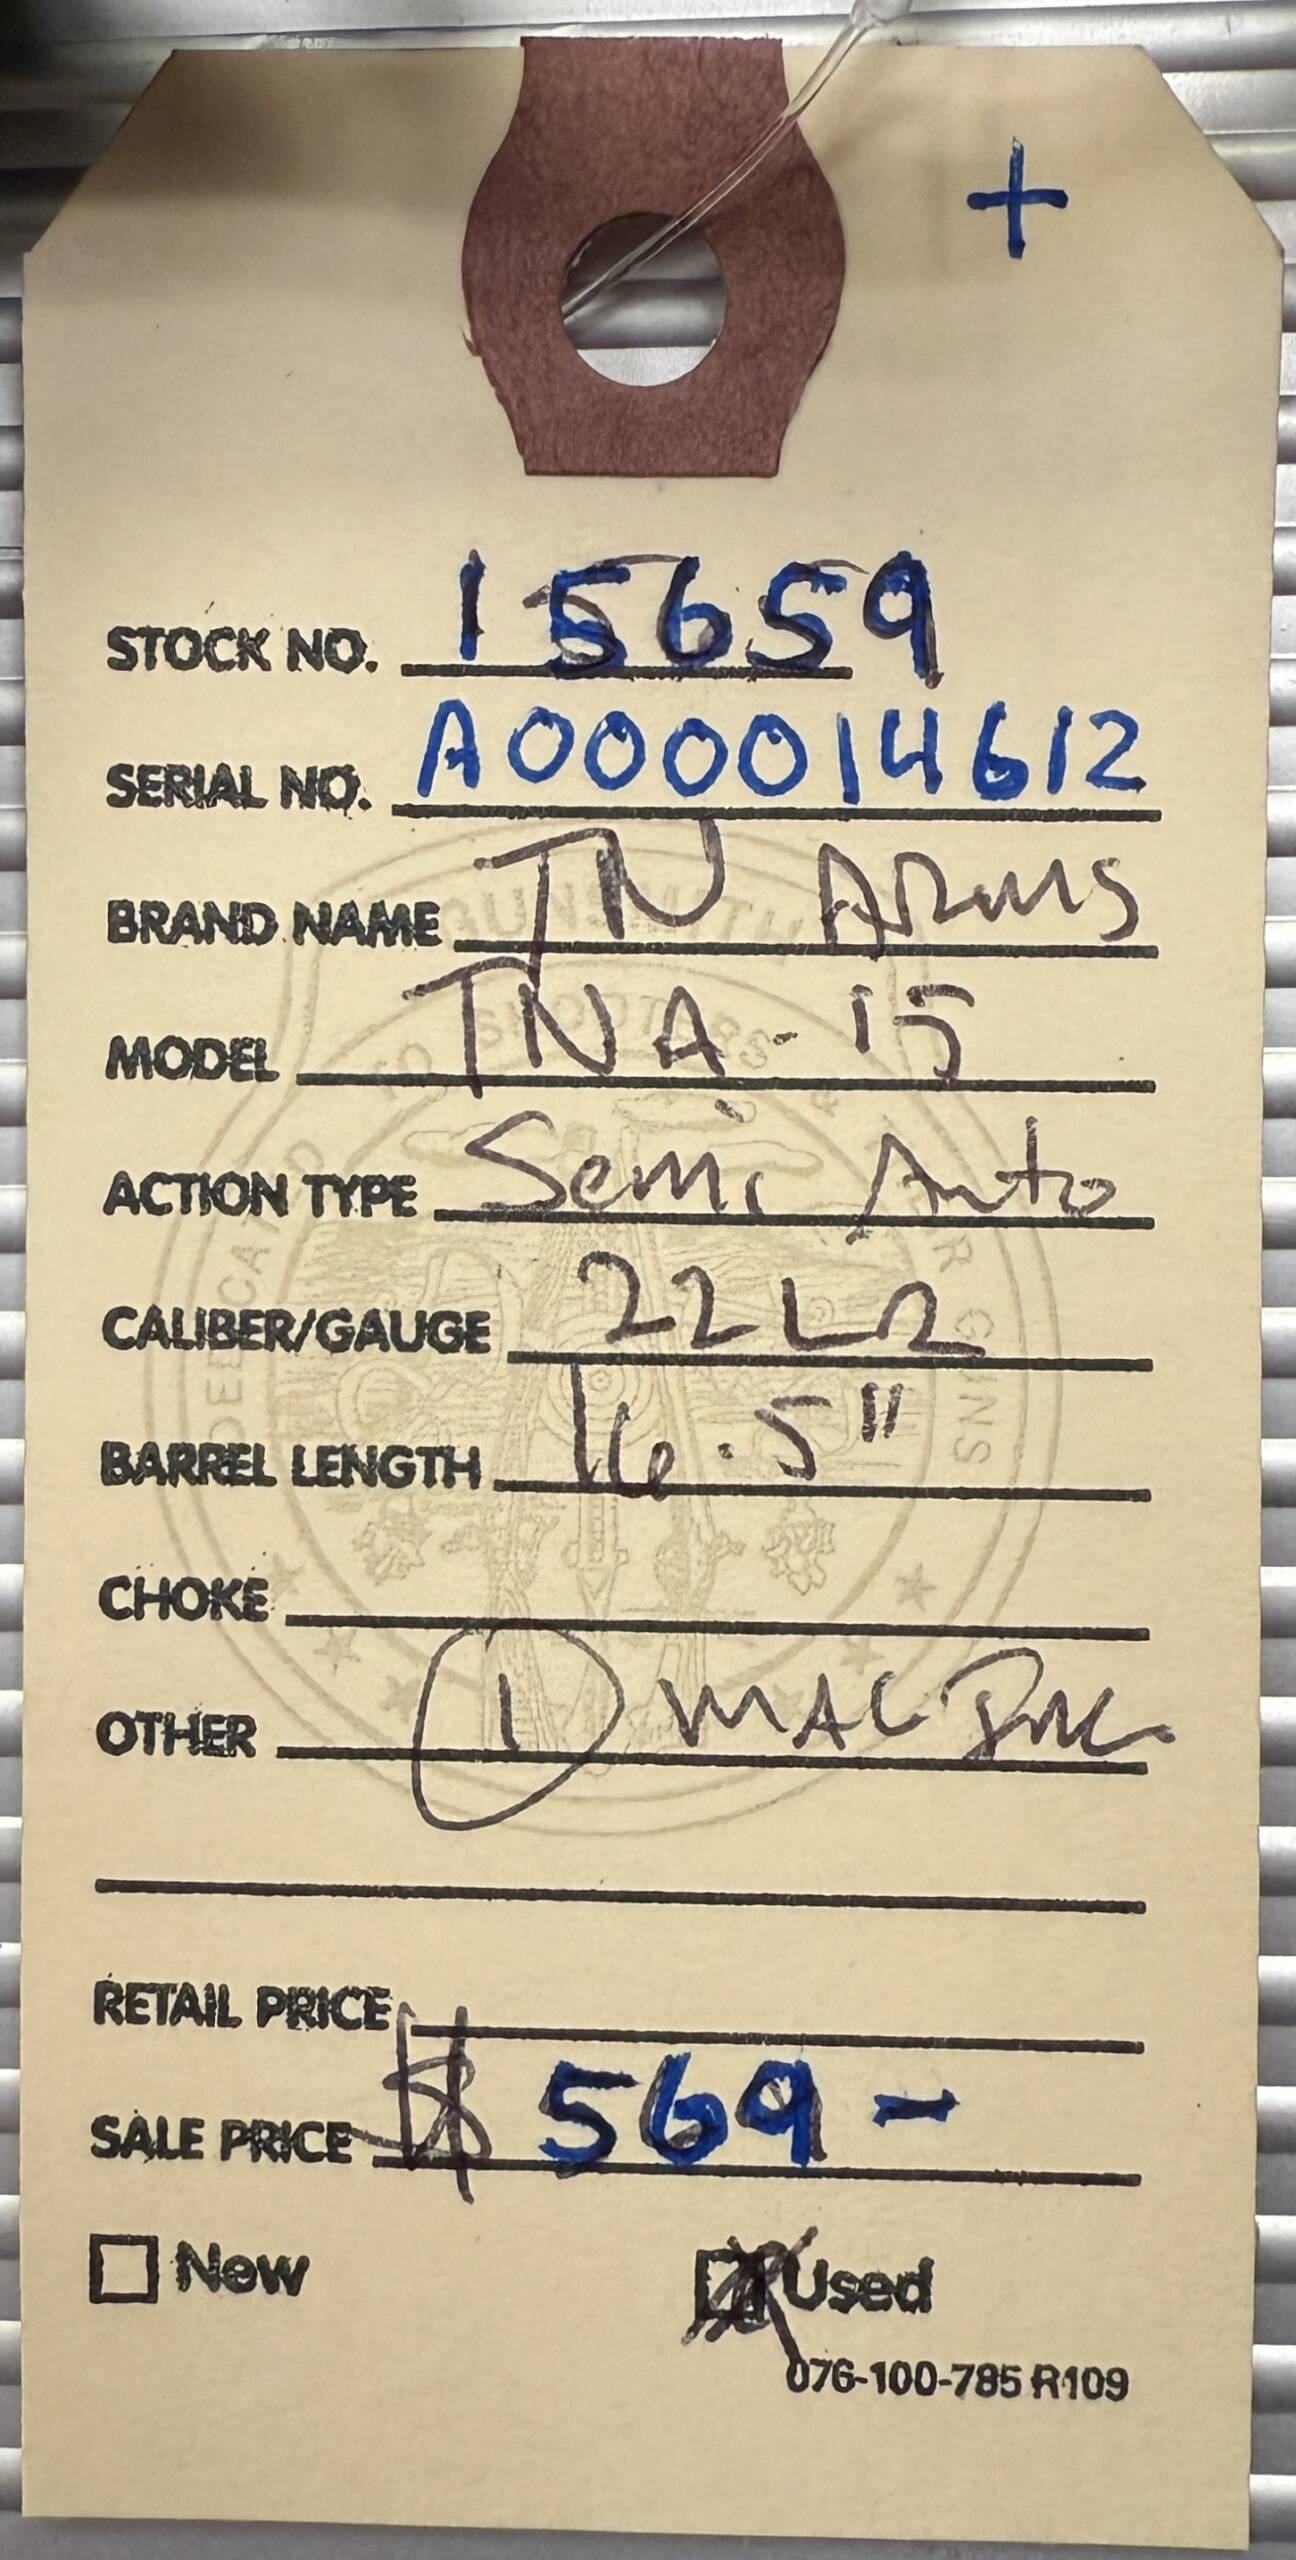 +
STOCK NO. 15659
SERIAL NO. A000014612
BRAND NAME TN ARMS
MODEL TNA-15
ACTION TYPE Semi Auto
CALIBER/GAUGE 22 LR
BARREL LENGTH 16.5"
CHOKE
OTHER 1 MAG
RETAIL PRICE
SALE PRICE $ 569-
New Used
076-100-785 R109